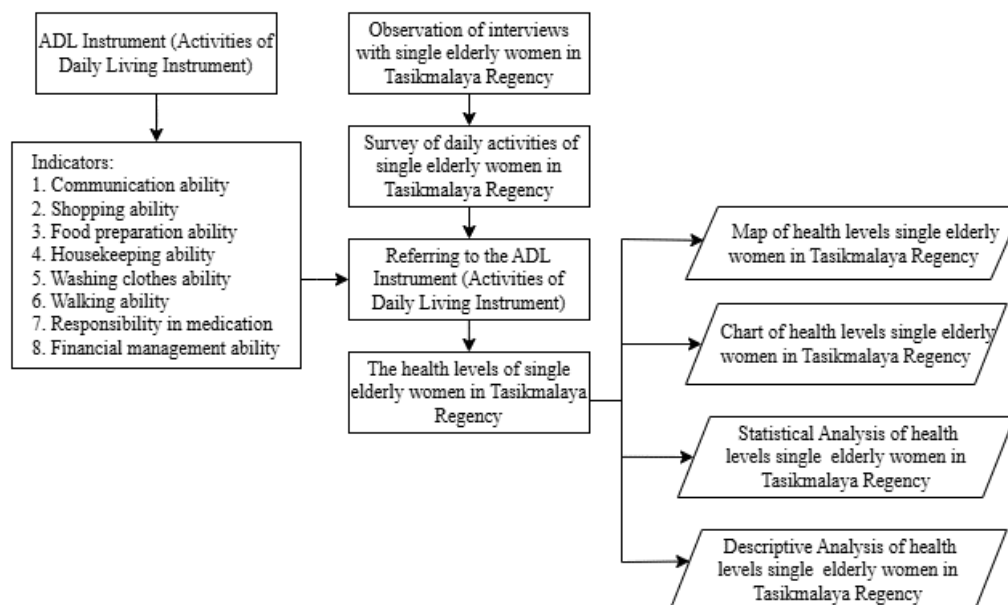 ADL Instrument (Activities of
Daily Living Instrument)
Indicators:
1. Communication ability
2. Shopping ability
3. Food preparation ability
4. Housekeeping ability
5. Washing clothes ability
6. Walking ability
7. Responsibility in medication
8. Financial management ability
Observation of interviews
with single elderly women in
Tasikmalaya Regency
Survey of daily activities of
single elderly women in
Tasikmalaya Regency
Referring to the ADL
Instrument (Activities of
Daily Living Instrument)
The health levels of single
elderly women in Tasikmalaya
Regency
Map of health levels single elderly
women in Tasikmalaya Regency
Chart of health levels single elderly
women in Tasikmalaya Regency
Statistical Analysis of health
levels single elderly women in
Tasikmalaya Regency
Descriptive Analysis of health
levels single elderly women in
Tasikmalaya Regency